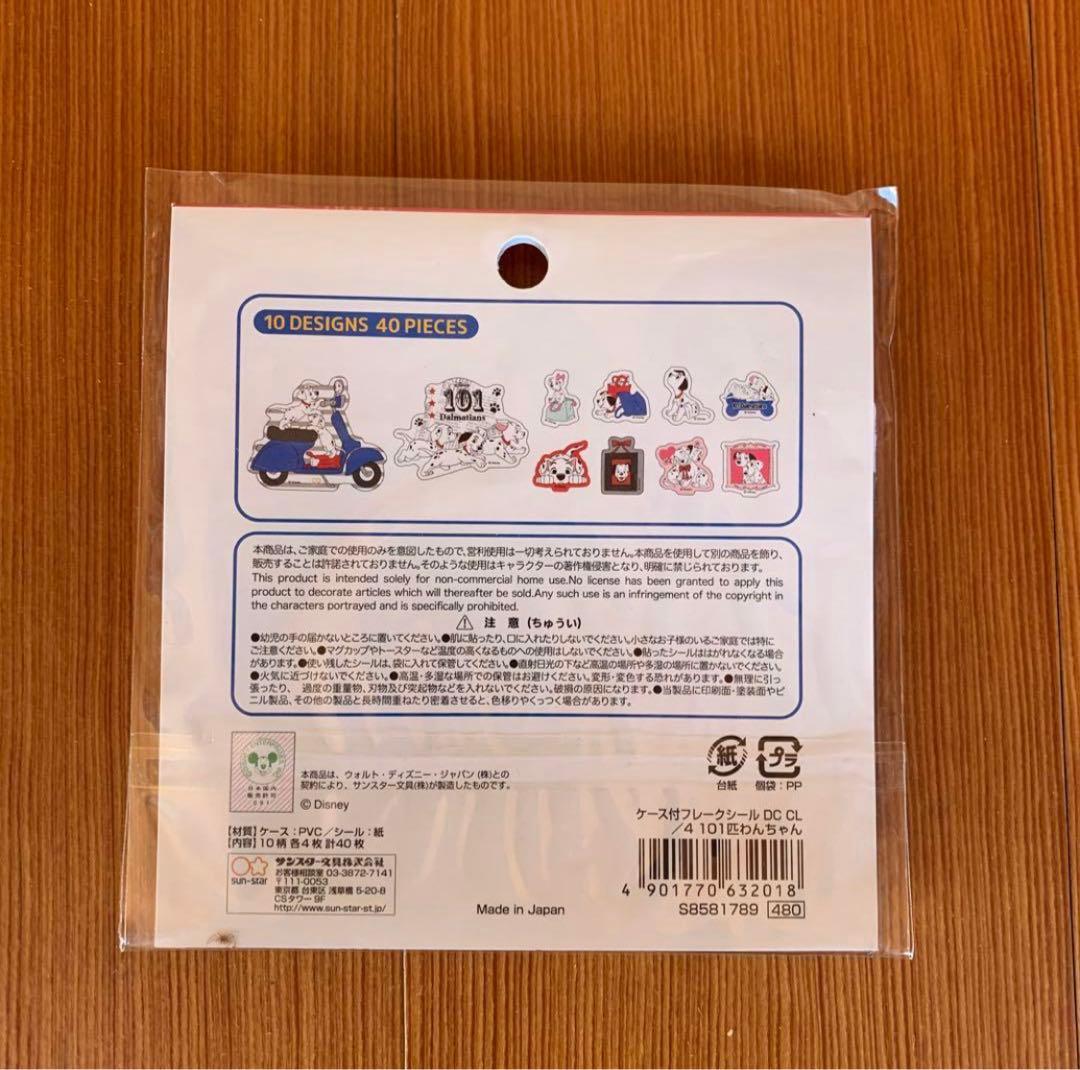 10 DESIGNS 40 PIECES
101
Dalmatians
本商品は、ご家庭での使用のみを意図したもので、営利使用は一切考えられておりません。本商品を使用して別の商品を飾り、
販売することは許諾されておりません。そのような使用はキャラクターの著作権侵害となり、明確に禁じられております。
This product is intended solely for non-commercial home use.No license has been granted to apply this
product to decorate articles which will thereafter be sold.Any such use is an infringement of the copyright in
the characters portrayed and is specifically prohibited.
注 意 (ちゅうい)
●幼児の手の届かないところに置いてください。●肌に貼ったり、口に入れたりしないでください。小さなお子様のいるご家庭では特に
ご注意ください。●マグカップやトースターなど温度の高くなるものへの使用はしないでください。●貼ったシールははがれなくなる場合
があります。●使い残したシールは、袋に入れて保管してください。●直射日光の下など高温の場所や多湿の場所に置かないでください。
●火気に近づけないでください。●高温・多湿な場所での保管はお避けください。変形・変色する恐れがあります。●無理に引っ
張ったり、過度の重量物、刃物及び突起物などを入れないでください。破損の原因になります。●当製品に印刷面・塗装面やビ
ニル製品、その他の製品と長時間重ねたり密着させると、色移りやくっつく場合があります。
日本国内
販売許可
091
本商品は、ウォルト・ディズニー・ジャパン(株)との
契約により、サンスター文具(株)が製造したものです。
© Disney
紙
台紙
プラ
個袋：PP
ケース付フレークシール DC CL
／4 101匹わんちゃん
【材質】ケース：PVC／シール：紙
【内容】10柄 各4枚 計40枚
sun-star
サンスター文具株式会社
お客様相談室 03-3872-7141
〒111-0053
東京都 台東区 浅草橋 5-20-8
CSタワー 9F
http://www.sun-star-st.jp/
Made in Japan
4 901770 632018
S8581789 480